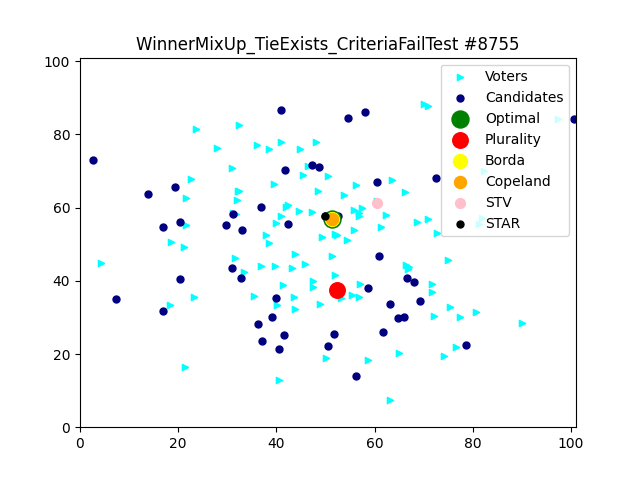 WinnerMixUp_TieExists_CriteriaFailTest #8755
100
80
60
40
20
0
0 20 40 60 80 100
Voters
Candidates
Optimal
Plurality
Borda
Copeland
STV
STAR